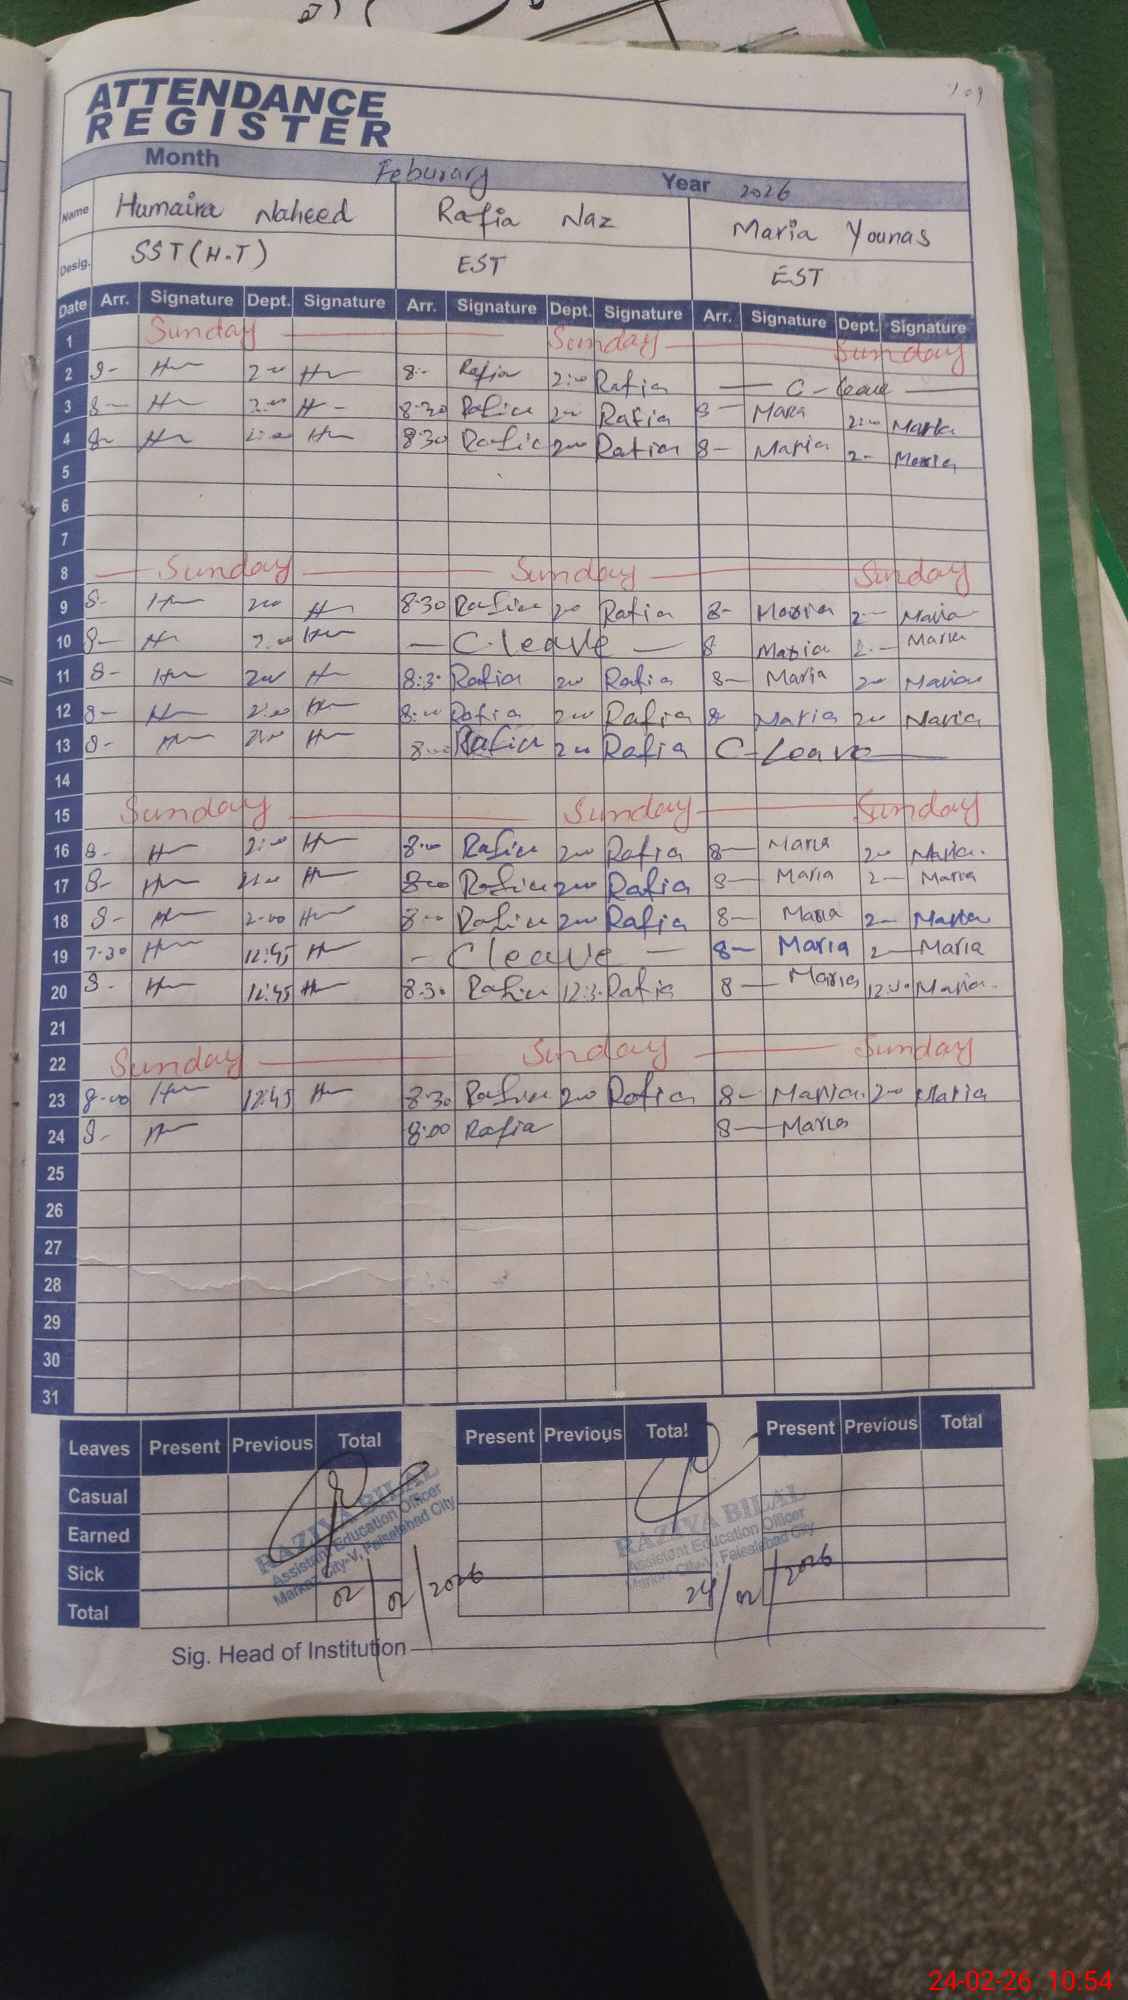 109
ATTENDANCE
REGISTER
Month Feburary Year 2026
Name Humaira Naheed Rafia Naz Maria Younas
Desig. SST (H.T) EST EST
Date Arr. Signature Dept. Signature Arr. Signature Dept. Signature Arr. Signature Dept. Signature
1 Sunday Sunday Sunday
2 8- 2:00 8:- Rafia 2:00 Rafia C-leave
3 8- 2:00 8:30 Rafia 2:00 Rafia 8- Maria 2:00 Maria
4 8- 2:00 8:30 Rafia 2:00 Rafia 8- Maria 2- Maria
5
6
7
8 Sunday Sunday Sunday
9 8- 2:00 8:30 Rafia 2:00 Rafia 8- Maria 2- Maria
10 8- 2:00 C.leave 8 Maria 2- Maria
11 8- 2:00 8:30 Rafia 2:00 Rafia 8- Maria 2:00 Maria
12 8- 2:00 8:00 Rafia 2:00 Rafia 8 Maria 2:00 Maria
13 8- 2:00 8:00 Rafia 2:00 Rafia C-Leave
14
15 Sunday Sunday Sunday
16 8- 2:00 8:00 Rafia 2:00 Rafia 8- Maria 2:00 Maria.
17 8- 2:00 8:00 Rafia 2:00 Rafia 8- Maria 2- Maria
18 8- 2:00 8:00 Rafia 2:00 Rafia 8- Maria 2- Maria
19 7-30 12:45 C leave 8- Maria 2- Maria
20 8- 12:45 8:30 Rafia 12:3. Rafia 8- Maria Maria.
21
22 Sunday Sunday Sunday
23 8-00 12:45 8:30 Rafia 2:00 Rafia 8- Maria. 2:00 Maria
24 8- 8:00 Rafia 8- Maria
25
26
27
28
29
30
31
Leaves Present Previous Total Present Previous Total Present Previous Total
Casual
Earned
Sick
Total
RAZIYA BILAL
Assistant Education Officer
Markaz City-V, Faisalabad City
02/02/2026
RAZIYA BILAL
Assistant Education Officer
Markaz City-V, Faisalabad City
24/02/2026
Sig. Head of Institution
24-02-26 10:54